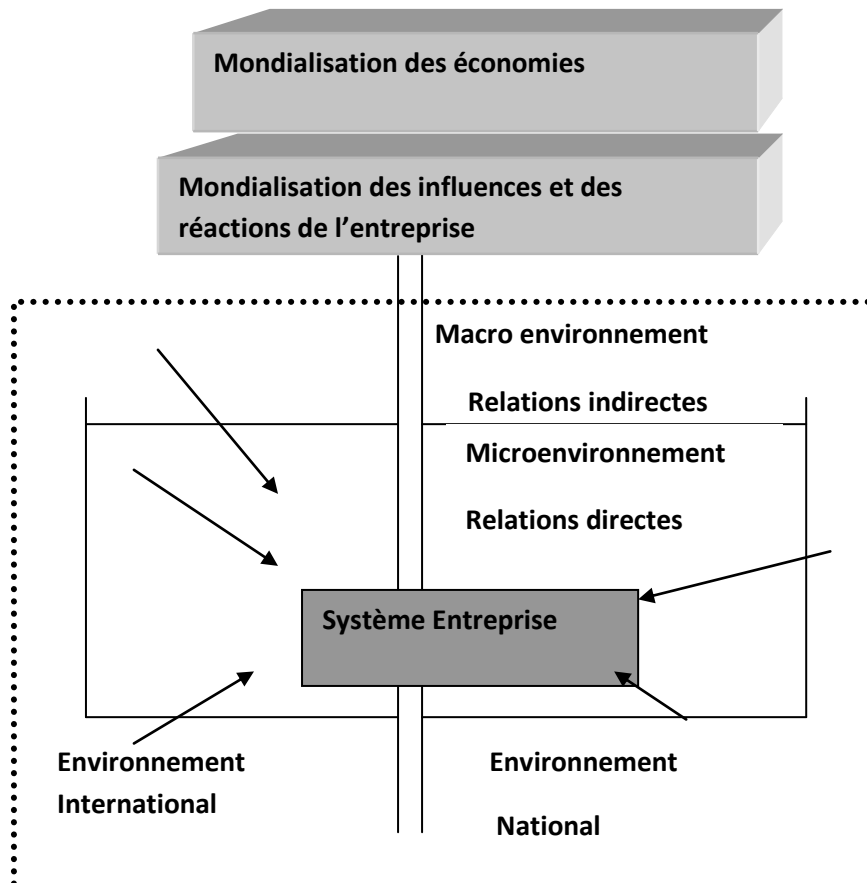 Mondialisation des économies
Mondialisation des influences et des
réactions de l’entreprise
Macro environnement
Relations indirectes
Microenvironnement
Relations directes
Système Entreprise
Environnement
International
Environnement
National